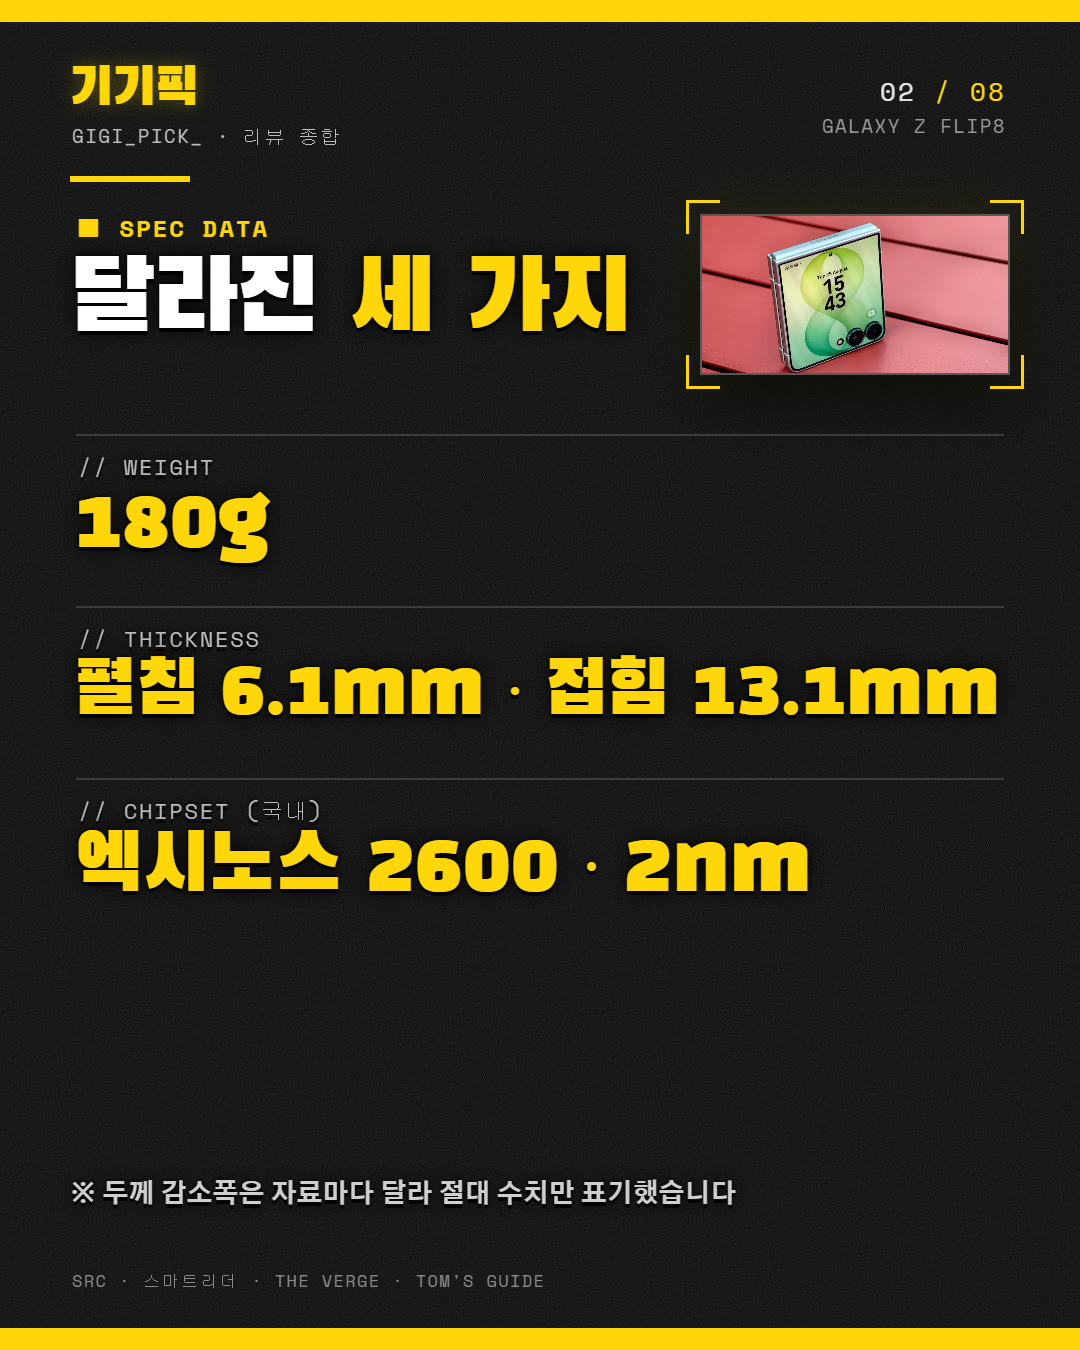 기기픽
GIGI_PICK_ · 리뷰 종합
02 / 08
GALAXY Z FLIP8
■ SPEC DATA
달라진 세 가지
15
43
// WEIGHT
180g
// THICKNESS
펼침 6.1mm · 접힘 13.1mm
// CHIPSET (국내)
엑시노스 2600 · 2nm
※ 두께 감소폭은 자료마다 달라 절대 수치만 표기했습니다
SRC · 스마트리더 · THE VERGE · TOM'S GUIDE